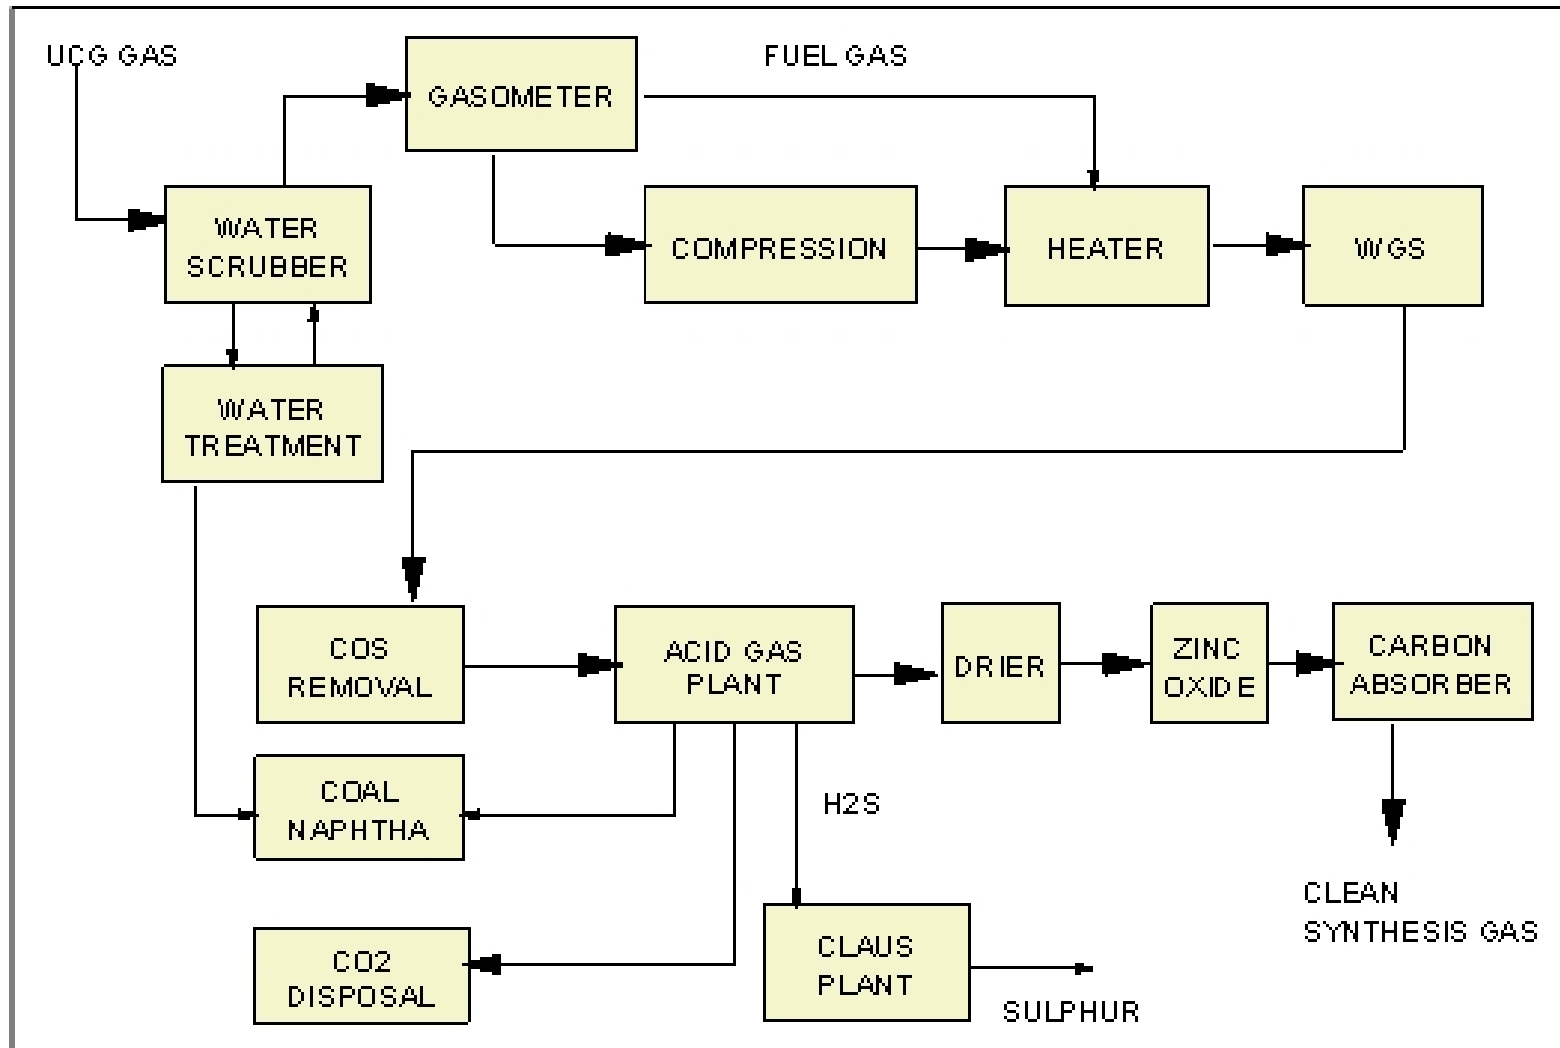 UCG GAS
FUEL GAS
GASOMETER
WATER
SCRUBBER
COMPRESSION
HEATER
WGS
WATER
TREATMENT
COS
REMOVAL
ACID GAS
PLANT
DRIER
ZINC
OXIDE
CARBON
ABSORBER
COAL
NAPHTHA
H2S
CLEAN
SYNTHESIS GAS
CO2
DISPOSAL
CLAUS
PLANT
SULPHUR